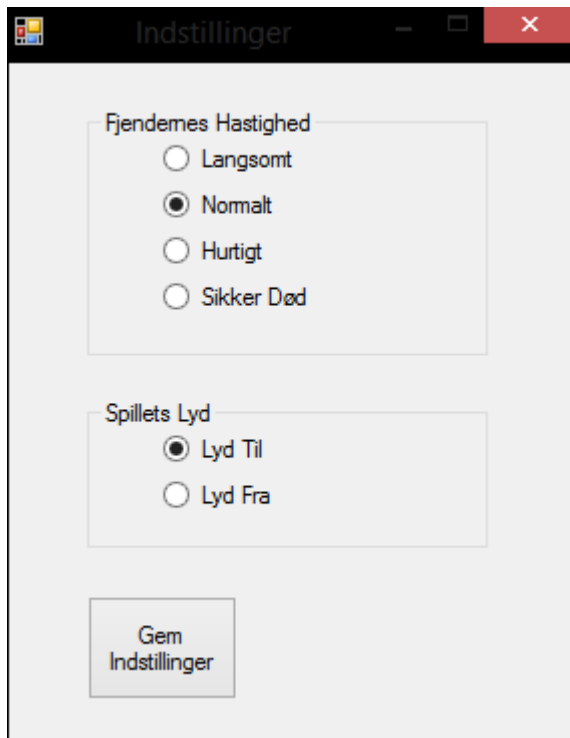 Indstillinger
Fjendernes Hastighed
Langsomt
Normalt
Hurtigt
Sikker Død
Spillets Lyd
Lyd Til
Lyd Fra
Gem
Indstillinger